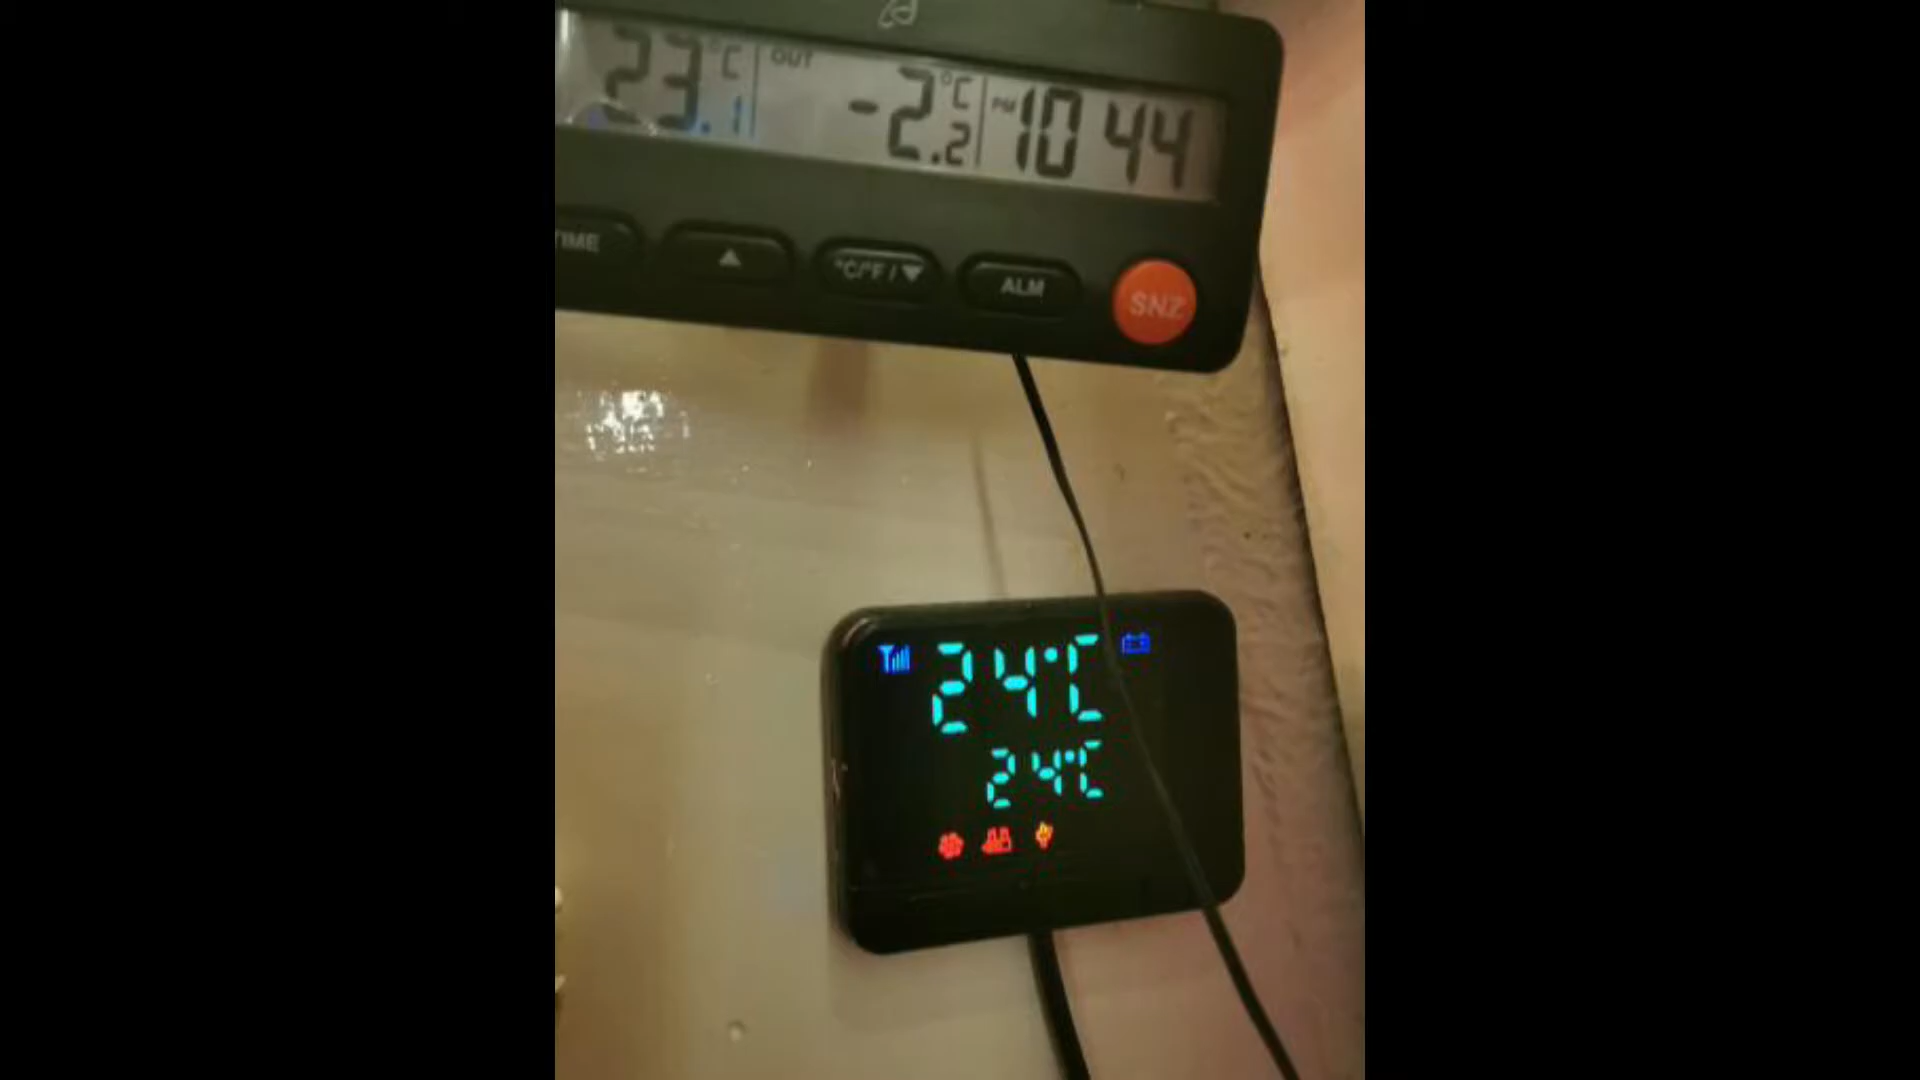 23.1 °C OUT -2.2 °C PM 10 44
TIME ▲ °C/°F / ▼ ALM SNZ
24°C
24°C